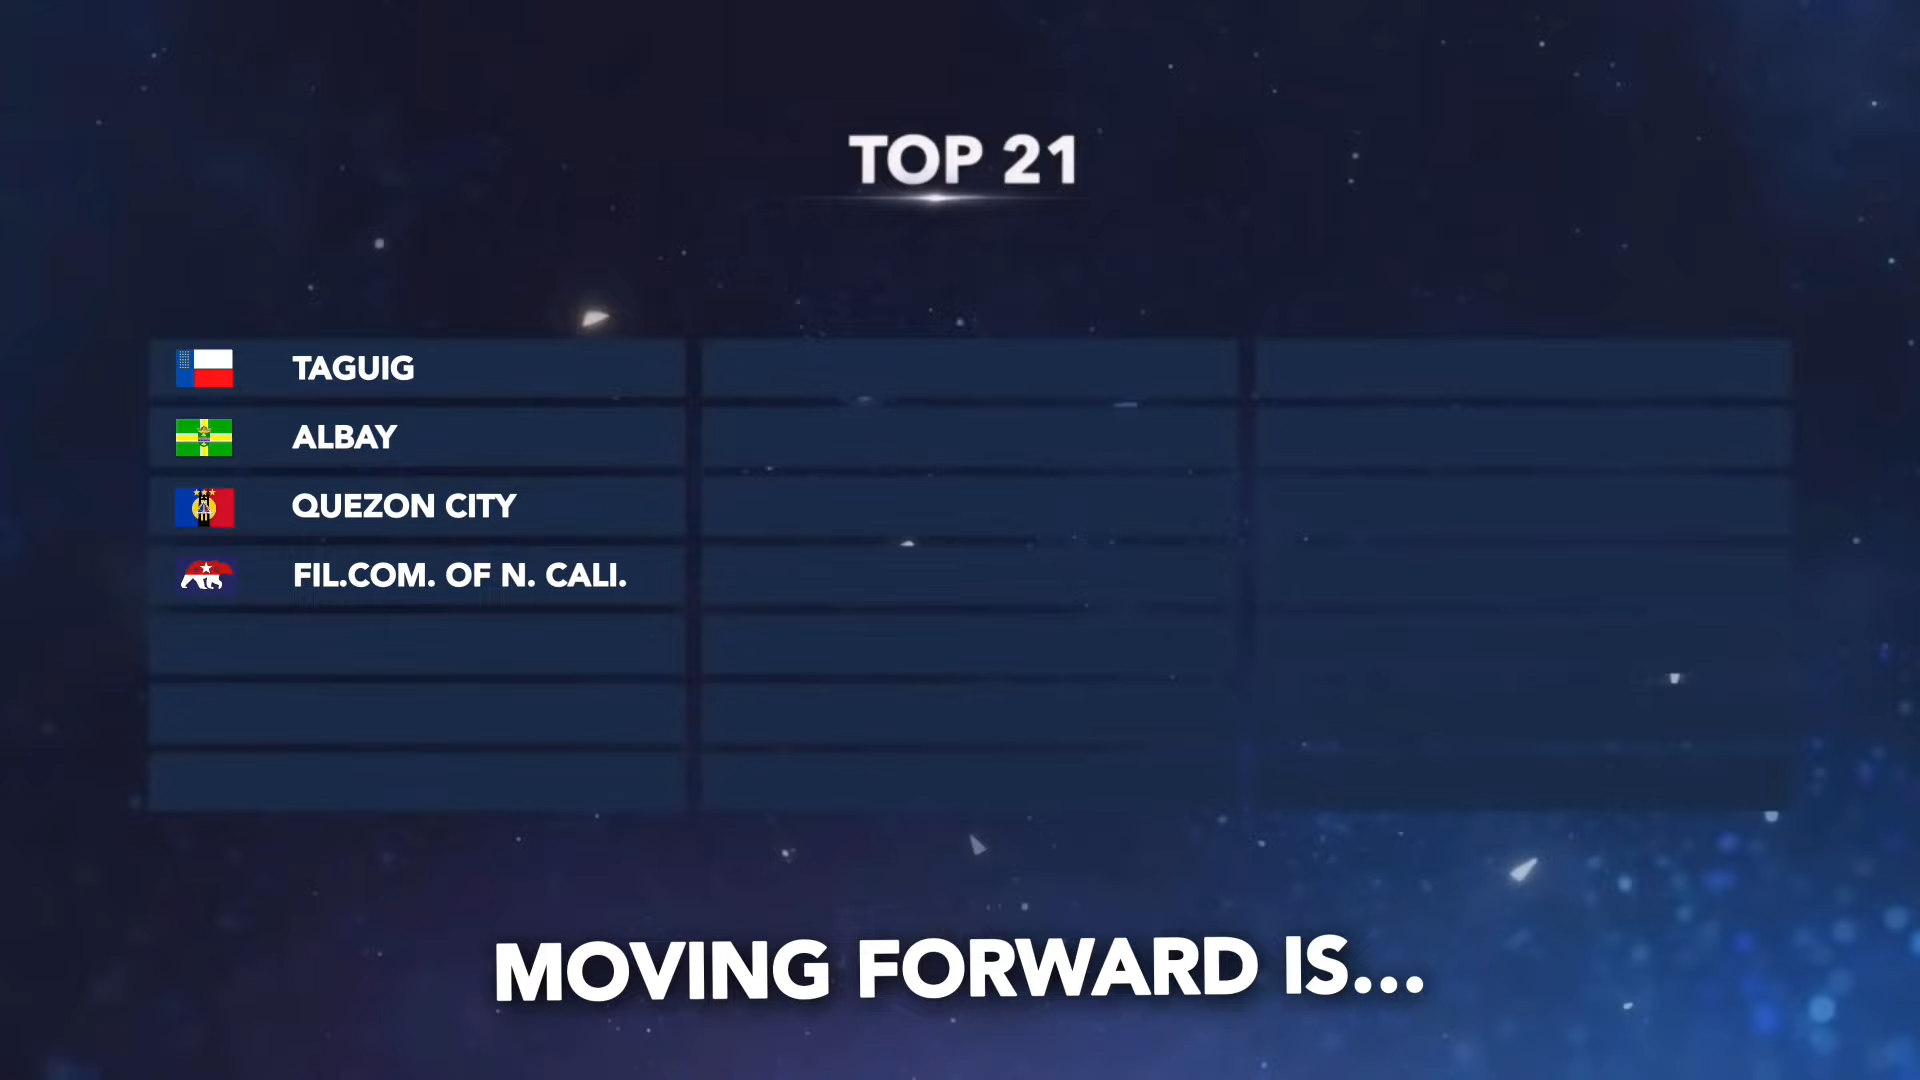 TOP 21
TAGUIG
ALBAY
QUEZON CITY
FIL.COM. OF N. CALI.
MOVING FORWARD IS...